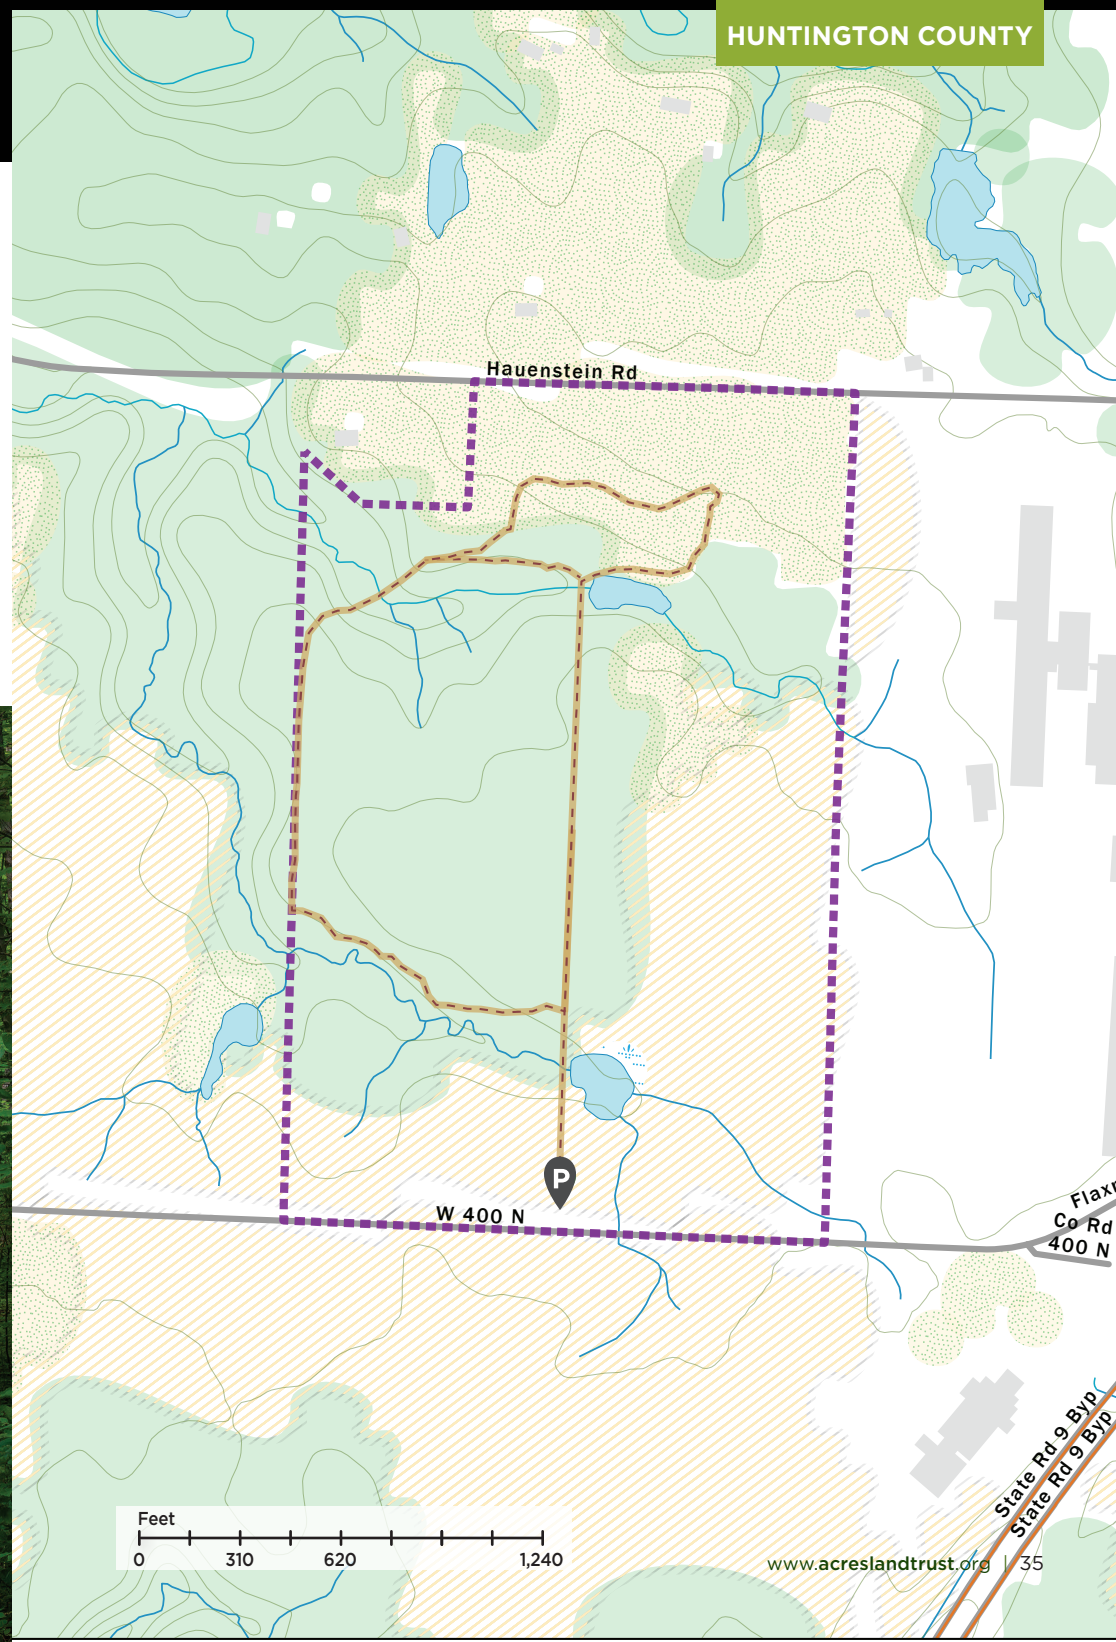 HUNTINGTON COUNTY
Hauenstein Rd
P
W 400 N
Co Rd
400 N
State Rd 9 Byp
State Rd 9 Byp
Feet
0 310 620 1,240
www.acreslandtrust.org | 35